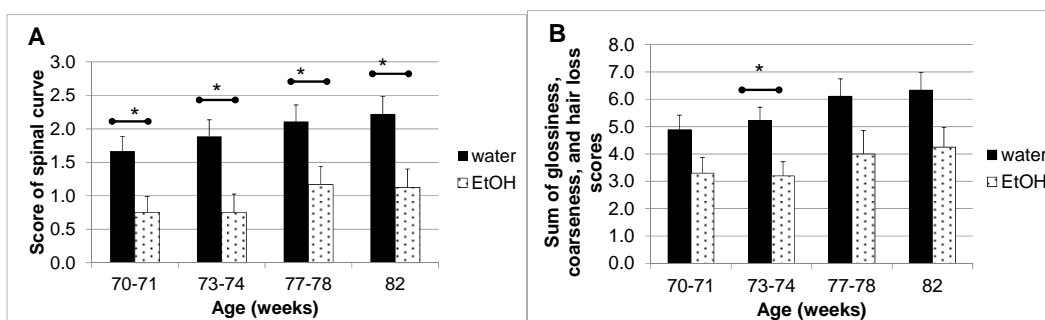 A
Score of spinal curve
3.0
2.5
2.0
1.5
1.0
0.5
0.0
*
*
*
*
70-71
73-74
77-78
82
Age (weeks)
water
EtOH
B
Sum of glossiness,
coarseness, and hair loss
scores
8.0
7.0
6.0
5.0
4.0
3.0
2.0
1.0
0.0
*
70-71
73-74
77-78
82
Age (weeks)
water
EtOH